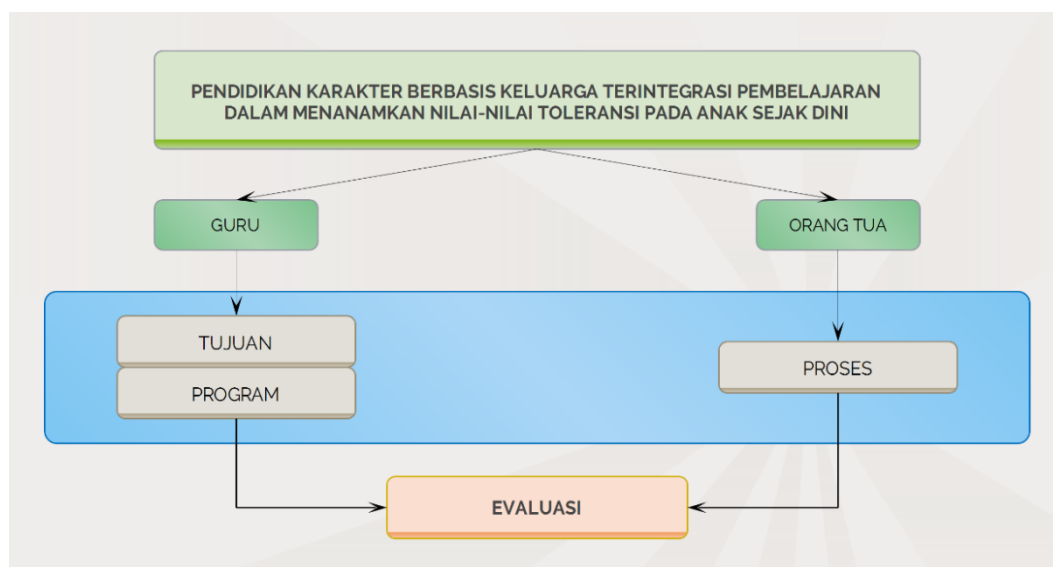 PENDIDIKAN KARAKTER BERBASIS KELUARGA TERINTEGRASI PEMBELAJARAN
DALAM MENANAMKAN NILAI-NILAI TOLERANSI PADA ANAK SEJAK DINI
GURU
ORANG TUA
TUJUAN
PROGRAM
PROSES
EVALUASI